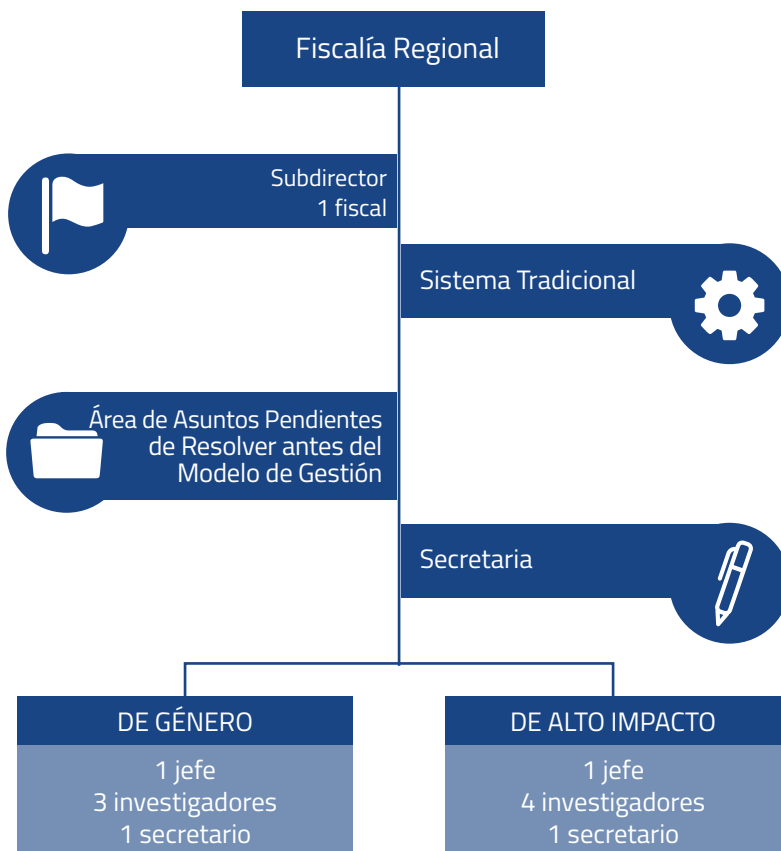 Fiscalía Regional
Subdirector
1 fiscal
Sistema Tradicional
Área de Asuntos Pendientes
de Resolver antes del
Modelo de Gestión
Secretaria
DE GÉNERO
1 jefe
3 investigadores
1 secretario
DE ALTO IMPACTO
1 jefe
4 investigadores
1 secretario